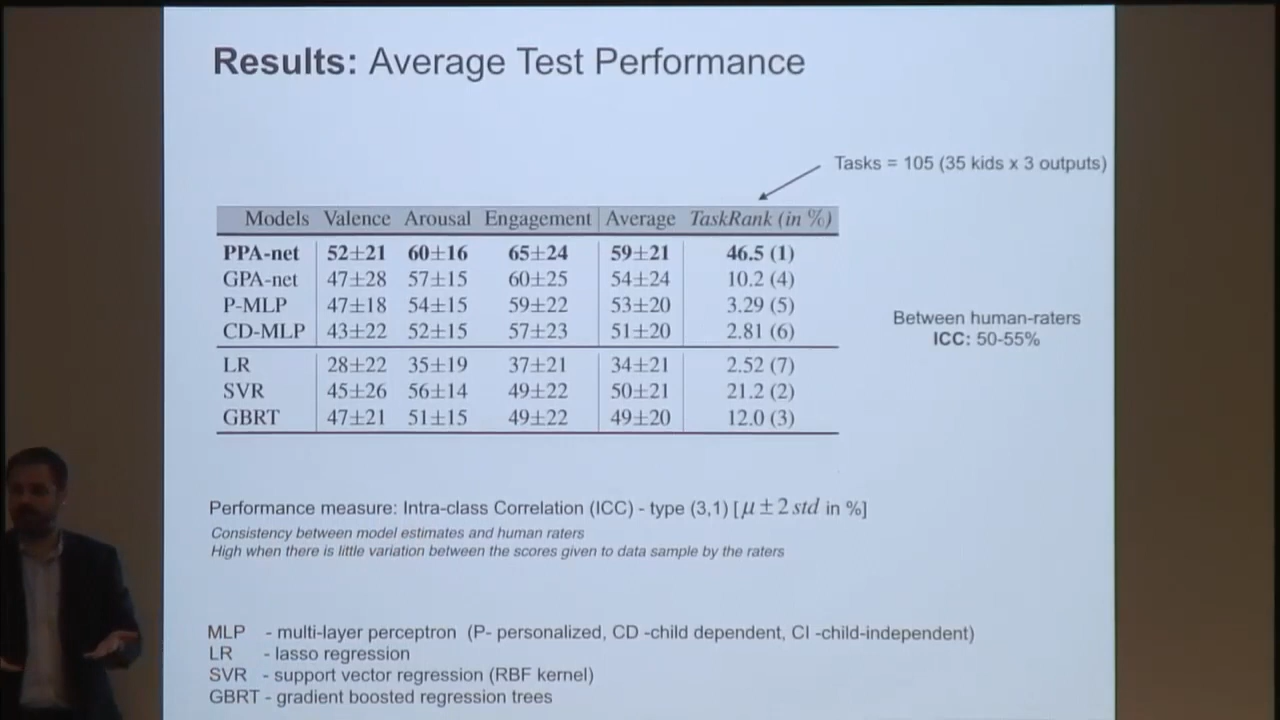 Results: Average Test Performance
Tasks = 105 (35 kids x 3 outputs)
Models Valence Arousal Engagement Average TaskRank (in %)
PPA-net 52±21 60±16 65±24 59±21 46.5 (1)
GPA-net 47±28 57±15 60±25 54±24 10.2 (4)
P-MLP 47±18 54±15 59±22 53±20 3.29 (5)
CD-MLP 43±22 52±15 57±23 51±20 2.81 (6)
LR 28±22 35±19 37±21 34±21 2.52 (7)
SVR 45±26 56±14 49±22 50±21 21.2 (2)
GBRT 47±21 51±15 49±22 49±20 12.0 (3)
Between human-raters
ICC: 50-55%
Performance measure: Intra-class Correlation (ICC) - type (3,1) [μ ± 2 std in %]
Consistency between model estimates and human raters
High when there is little variation between the scores given to data sample by the raters
MLP - multi-layer perceptron (P- personalized, CD -child dependent, CI -child-independent)
LR - lasso regression
SVR - support vector regression (RBF kernel)
GBRT - gradient boosted regression trees